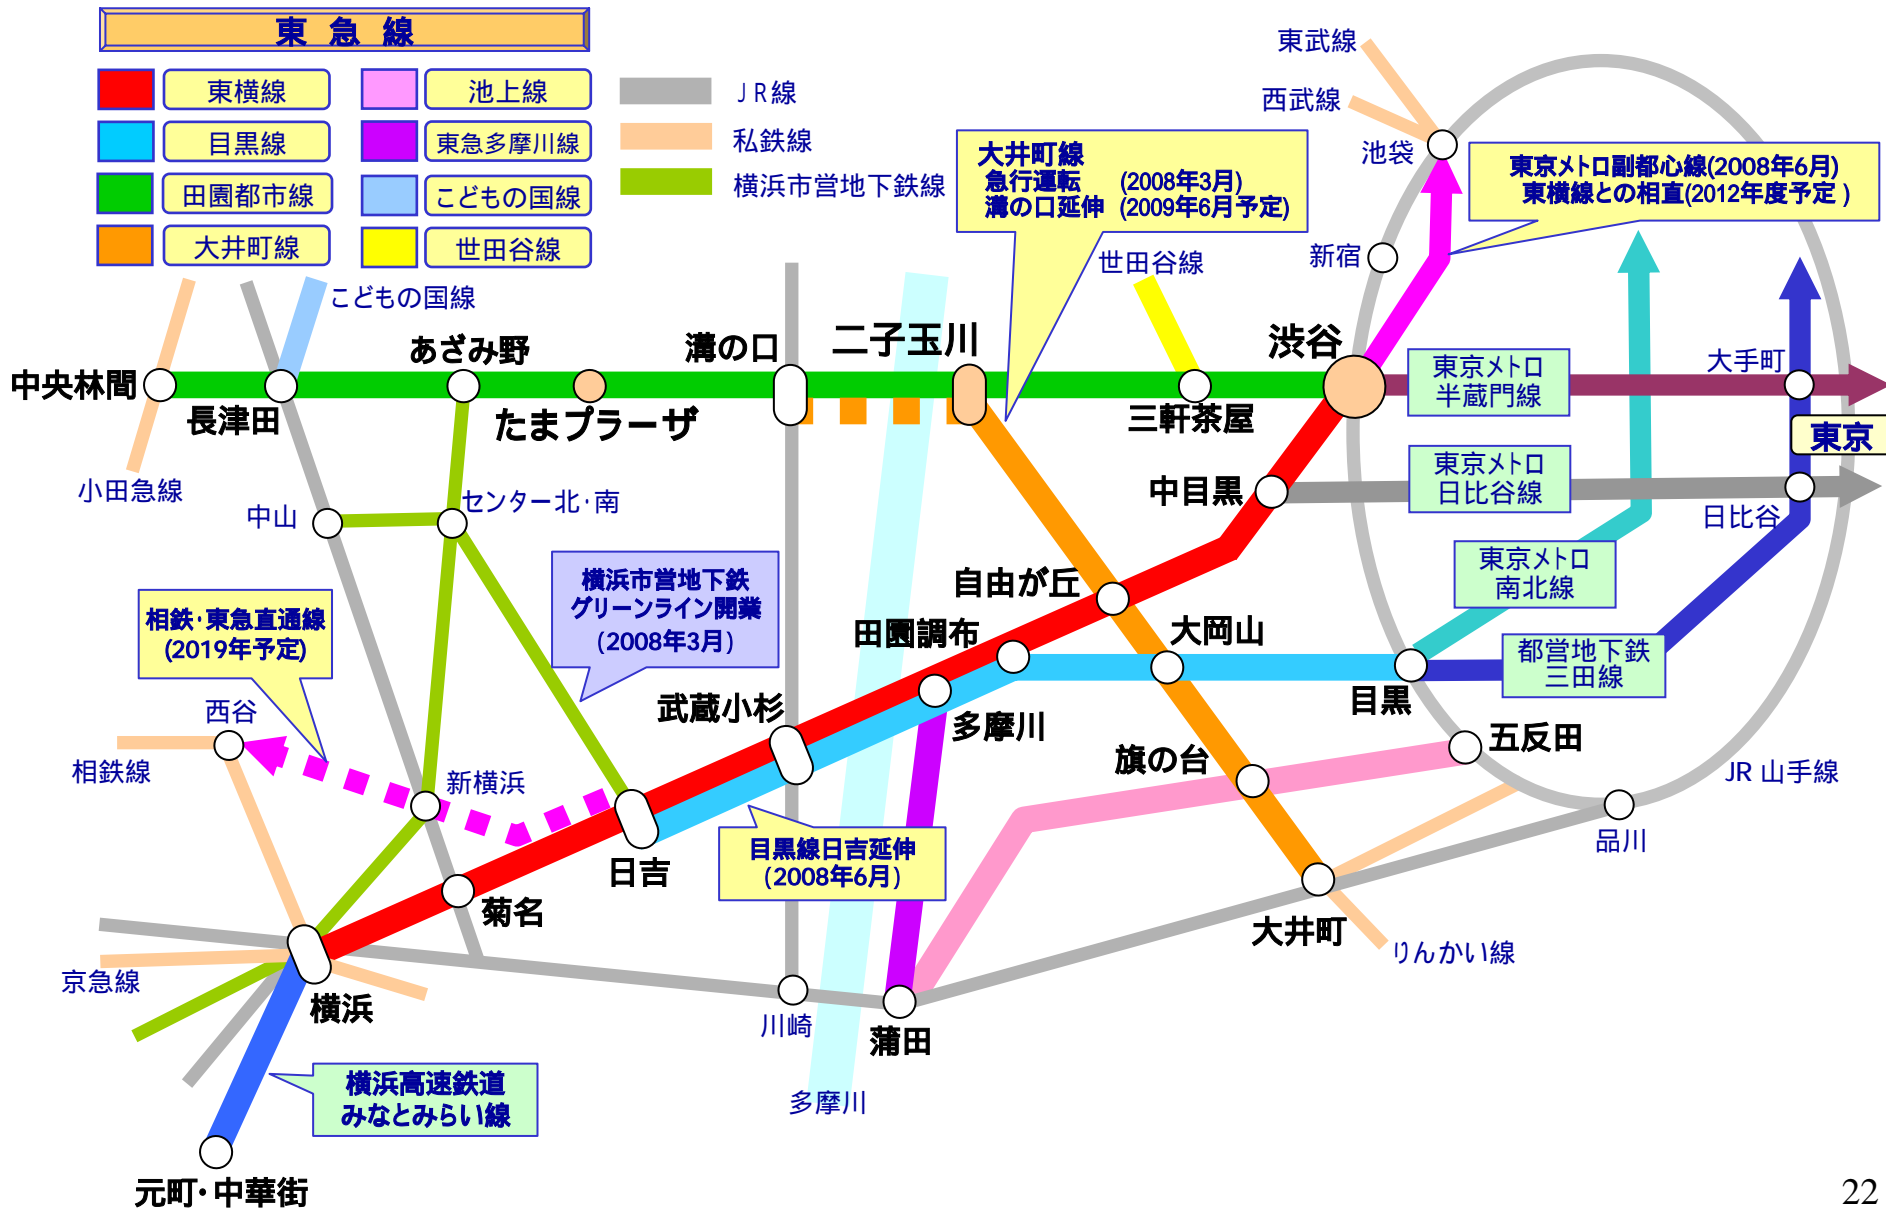 東 急 線
東横線
池上線
JR線
目黒線
東急多摩川線
私鉄線
田園都市線
こどもの国線
横浜市営地下鉄線
大井町線
世田谷線
東武線
西武線
池袋
新宿
大井町線
急行運転 (2008年3月)
溝の口延伸 (2009年6月予定)
東京メトロ副都心線(2008年6月)
東横線との相直(2012年度予定 )
世田谷線
こどもの国線
中央林間
長津田
あざみ野
たまプラーザ
溝の口
二子玉川
三軒茶屋
渋谷
東京メトロ
半蔵門線
大手町
東京
小田急線
中山
センター北・南
中目黒
東京メトロ
日比谷線
日比谷
東京メトロ
南北線
横浜市営地下鉄
グリーンライン開業
(2008年3月)
相鉄・東急直通線
(2019年予定)
自由が丘
田園調布
大岡山
目黒
都営地下鉄
三田線
西谷
相鉄線
新横浜
武蔵小杉
多摩川
旗の台
五反田
JR 山手線
品川
日吉
目黒線日吉延伸
(2008年6月)
菊名
大井町
りんかい線
京急線
横浜
川崎
蒲田
多摩川
横浜高速鉄道
みなとみらい線
元町・中華街
22